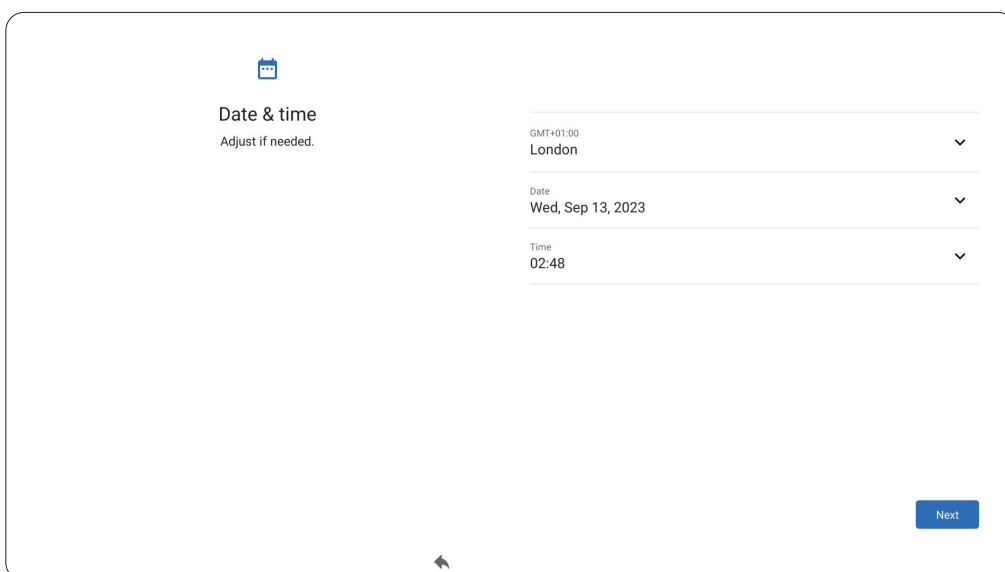 Date & time
Adjust if needed.
GMT+01:00
London
Date
Wed, Sep 13, 2023
Time
02:48
Next